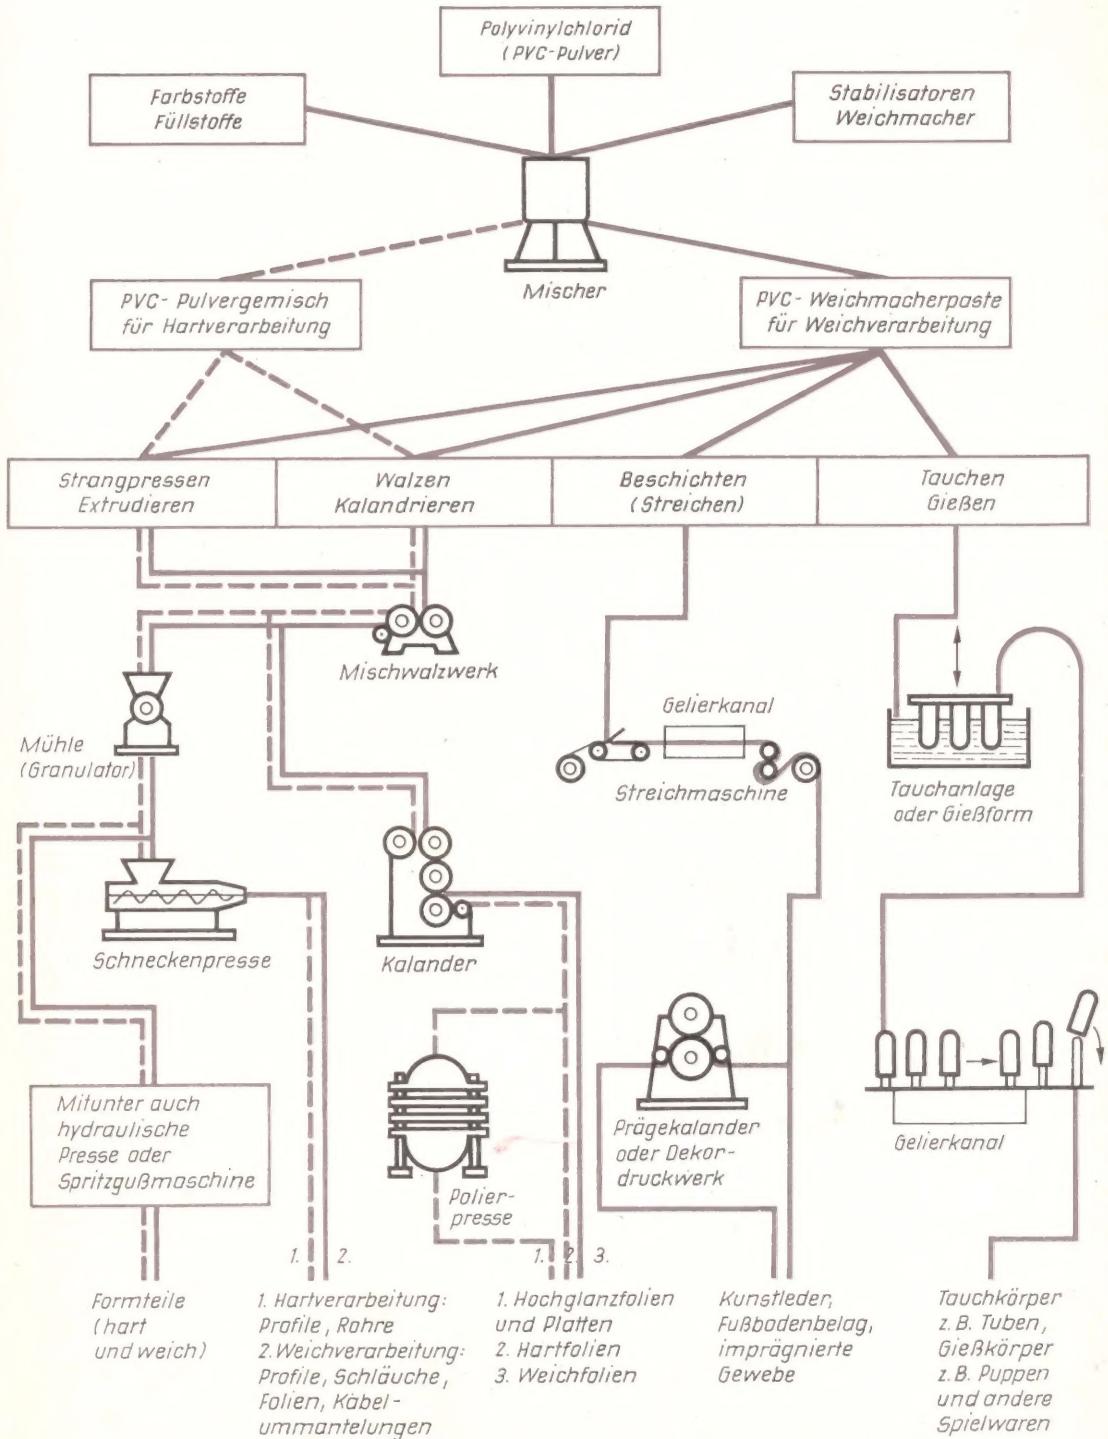 Polyvinylchlorid
(PVC-Pulver)
Farbstoffe
Füllstoffe
Stabilisatoren
Weichmacher
Mischer
PVC-Pulvergemisch
für Hartverarbeitung
PVC-Weichmacherpaste
für Weichverarbeitung
Strangpressen
Extrudieren
Walzen
Kalandrieren
Beschichten
(Streichen)
Tauchen
Gießen
Mischwalzwerk
Mühle
(Granulator)
Gelierkanal
Streichmaschine
Tauchanlage
oder Gießform
Schneckenpresse
Kalander
Mitunter auch
hydraulische
Presse oder
Spritzgußmaschine
Polier-
presse
Prägekalander
oder Dekor-
druckwerk
Gelierkanal
1. 2.
1. 2. 3.
Formteile
(hart
und weich)
1. Hartverarbeitung:
Profile, Rohre
2. Weichverarbeitung:
Profile, Schläuche,
Folien, Kabel-
ummantelungen
1. Hochglanzfolien
und Platten
2. Hartfolien
3. Weichfolien
Kunstleder,
Fußbodenbelag,
imprägnierte
Gewebe
Tauchkörper
z.B. Tuben,
Gießkörper
z.B. Puppen
und andere
Spielwaren